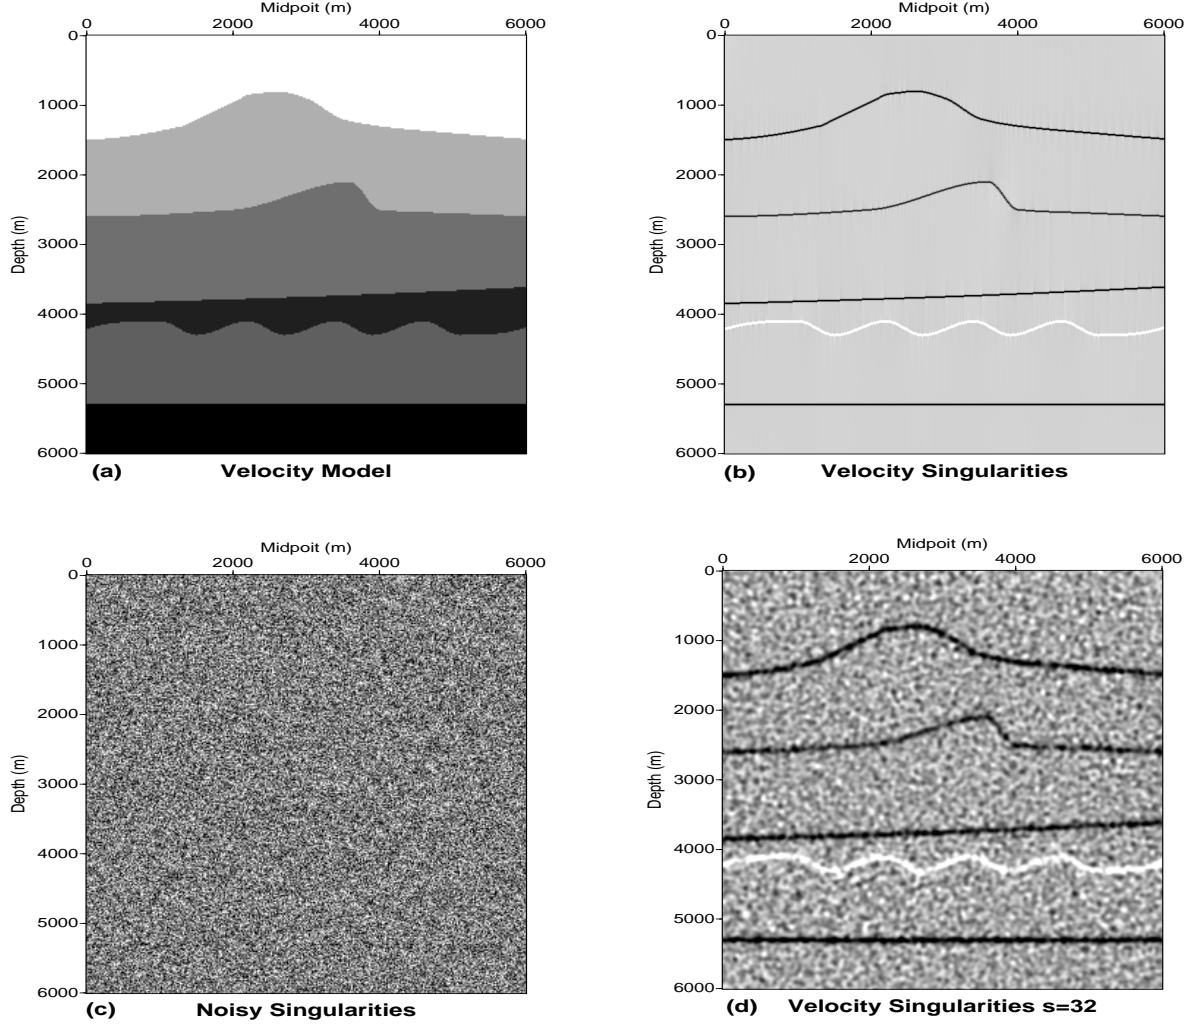 Midpoit (m)
0 2000 4000 6000
0
1000
2000
3000
4000
5000
6000
Depth (m)
(a) Velocity Model
Midpoit (m)
0 2000 4000 6000
0
1000
2000
3000
4000
5000
6000
Depth (m)
(b) Velocity Singularities
Midpoit (m)
0 2000 4000 6000
0
1000
2000
3000
4000
5000
6000
Depth (m)
(c) Noisy Singularities
Midpoit (m)
0 2000 4000 6000
0
1000
2000
3000
4000
5000
6000
Depth (m)
(d) Velocity Singularities s=32